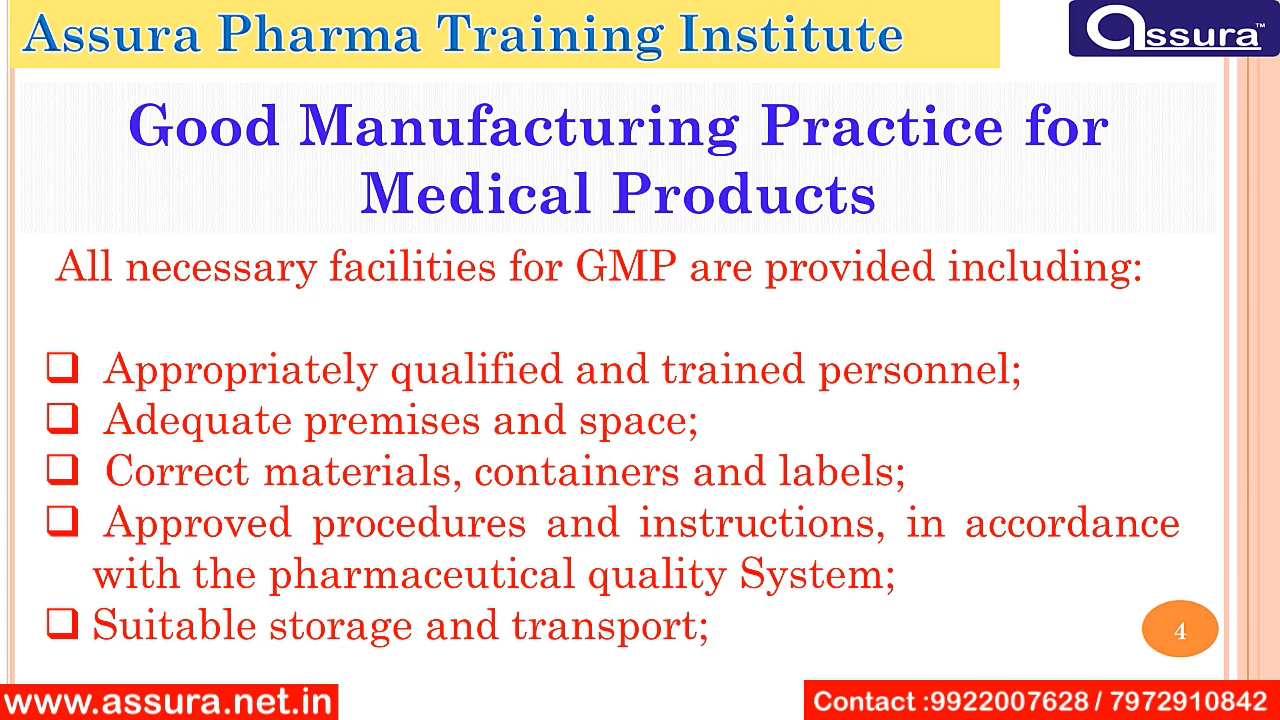 Assura Pharma Training Institute
assura™
Good Manufacturing Practice for
Medical Products
All necessary facilities for GMP are provided including:
❑ Appropriately qualified and trained personnel;
❑ Adequate premises and space;
❑ Correct materials, containers and labels;
❑ Approved procedures and instructions, in accordance
with the pharmaceutical quality System;
❑ Suitable storage and transport;
4
www.assura.net.in
Contact :9922007628 / 7972910842